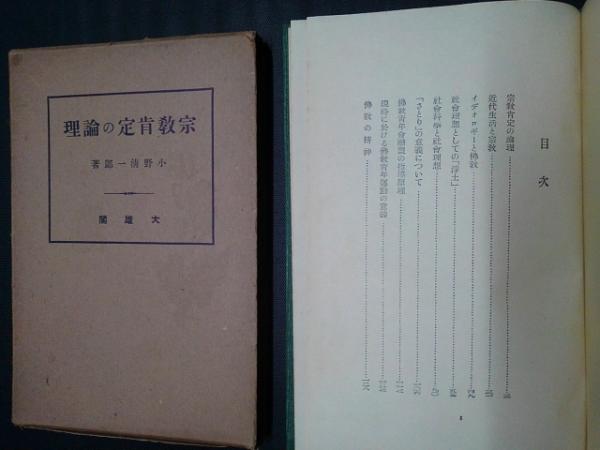 理論の定肯教宗
著郎一清野小
閣雄大
目次
宗教肯定の論理
近代生活と宗教
イデオロギーと佛教
社會理想としての「淨土」
社會科學と社會理想
「さとり」の意義について
佛教青年會聯盟の指導原理
現時に於ける佛教青年運動の意義
佛教の精神